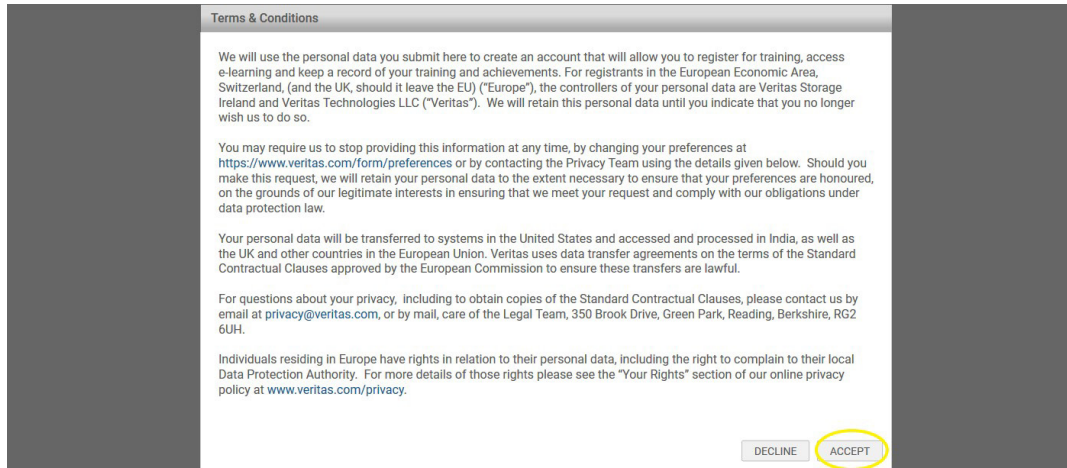 Terms & Conditions
We will use the personal data you submit here to create an account that will allow you to register for training, access
e-learning and keep a record of your training and achievements. For registrants in the European Economic Area,
Switzerland, (and the UK, should it leave the EU) ("Europe"), the controllers of your personal data are Veritas Storage
Ireland and Veritas Technologies LLC ("Veritas").  We will retain this personal data until you indicate that you no longer
wish us to do so.
You may require us to stop providing this information at any time, by changing your preferences at
https://www.veritas.com/form/preferences or by contacting the Privacy Team using the details given below.  Should you
make this request, we will retain your personal data to the extent necessary to ensure that your preferences are honoured,
on the grounds of our legitimate interests in ensuring that we meet your request and comply with our obligations under
data protection law.
Your personal data will be transferred to systems in the United States and accessed and processed in India, as well as
the UK and other countries in the European Union. Veritas uses data transfer agreements on the terms of the Standard
Contractual Clauses approved by the European Commission to ensure these transfers are lawful.
For questions about your privacy,  including to obtain copies of the Standard Contractual Clauses, please contact us by
email at privacy@veritas.com, or by mail, care of the Legal Team, 350 Brook Drive, Green Park, Reading, Berkshire, RG2
6UH.
Individuals residing in Europe have rights in relation to their personal data, including the right to complain to their local
Data Protection Authority.  For more details of those rights please see the "Your Rights" section of our online privacy
policy at www.veritas.com/privacy.
DECLINE ACCEPT